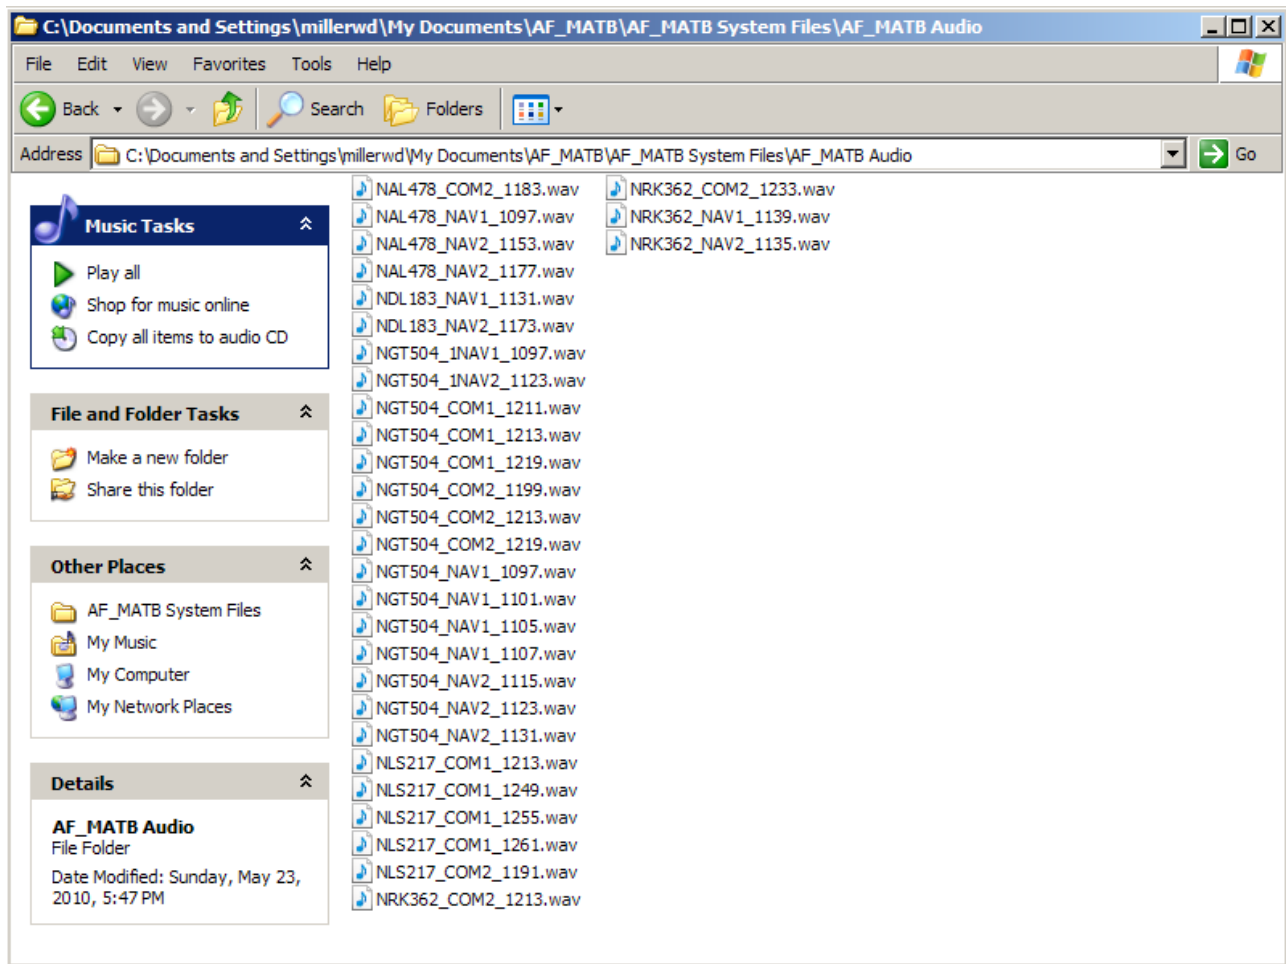 C:\Documents and Settings\millerwd\My Documents\AF_MATB\AF_MATB System Files\AF_MATB Audio
File Edit View Favorites Tools Help
Back Search Folders
Address C:\Documents and Settings\millerwd\My Documents\AF_MATB\AF_MATB System Files\AF_MATB Audio Go
Music Tasks
Play all
Shop for music online
Copy all items to audio CD
File and Folder Tasks
Make a new folder
Share this folder
Other Places
AF_MATB System Files
My Music
My Computer
My Network Places
Details
AF_MATB Audio
File Folder
Date Modified: Sunday, May 23,
2010, 5:47 PM
NAL478_COM2_1183.wav
NAL478_NAV1_1097.wav
NAL478_NAV2_1153.wav
NAL478_NAV2_1177.wav
NDL183_NAV1_1131.wav
NDL183_NAV2_1173.wav
NGT504_1NAV1_1097.wav
NGT504_1NAV2_1123.wav
NGT504_COM1_1211.wav
NGT504_COM1_1213.wav
NGT504_COM1_1219.wav
NGT504_COM2_1199.wav
NGT504_COM2_1213.wav
NGT504_COM2_1219.wav
NGT504_NAV1_1097.wav
NGT504_NAV1_1101.wav
NGT504_NAV1_1105.wav
NGT504_NAV1_1107.wav
NGT504_NAV2_1115.wav
NGT504_NAV2_1123.wav
NGT504_NAV2_1131.wav
NLS217_COM1_1213.wav
NLS217_COM1_1249.wav
NLS217_COM1_1255.wav
NLS217_COM1_1261.wav
NLS217_COM2_1191.wav
NRK362_COM2_1213.wav
NRK362_COM2_1233.wav
NRK362_NAV1_1139.wav
NRK362_NAV2_1135.wav